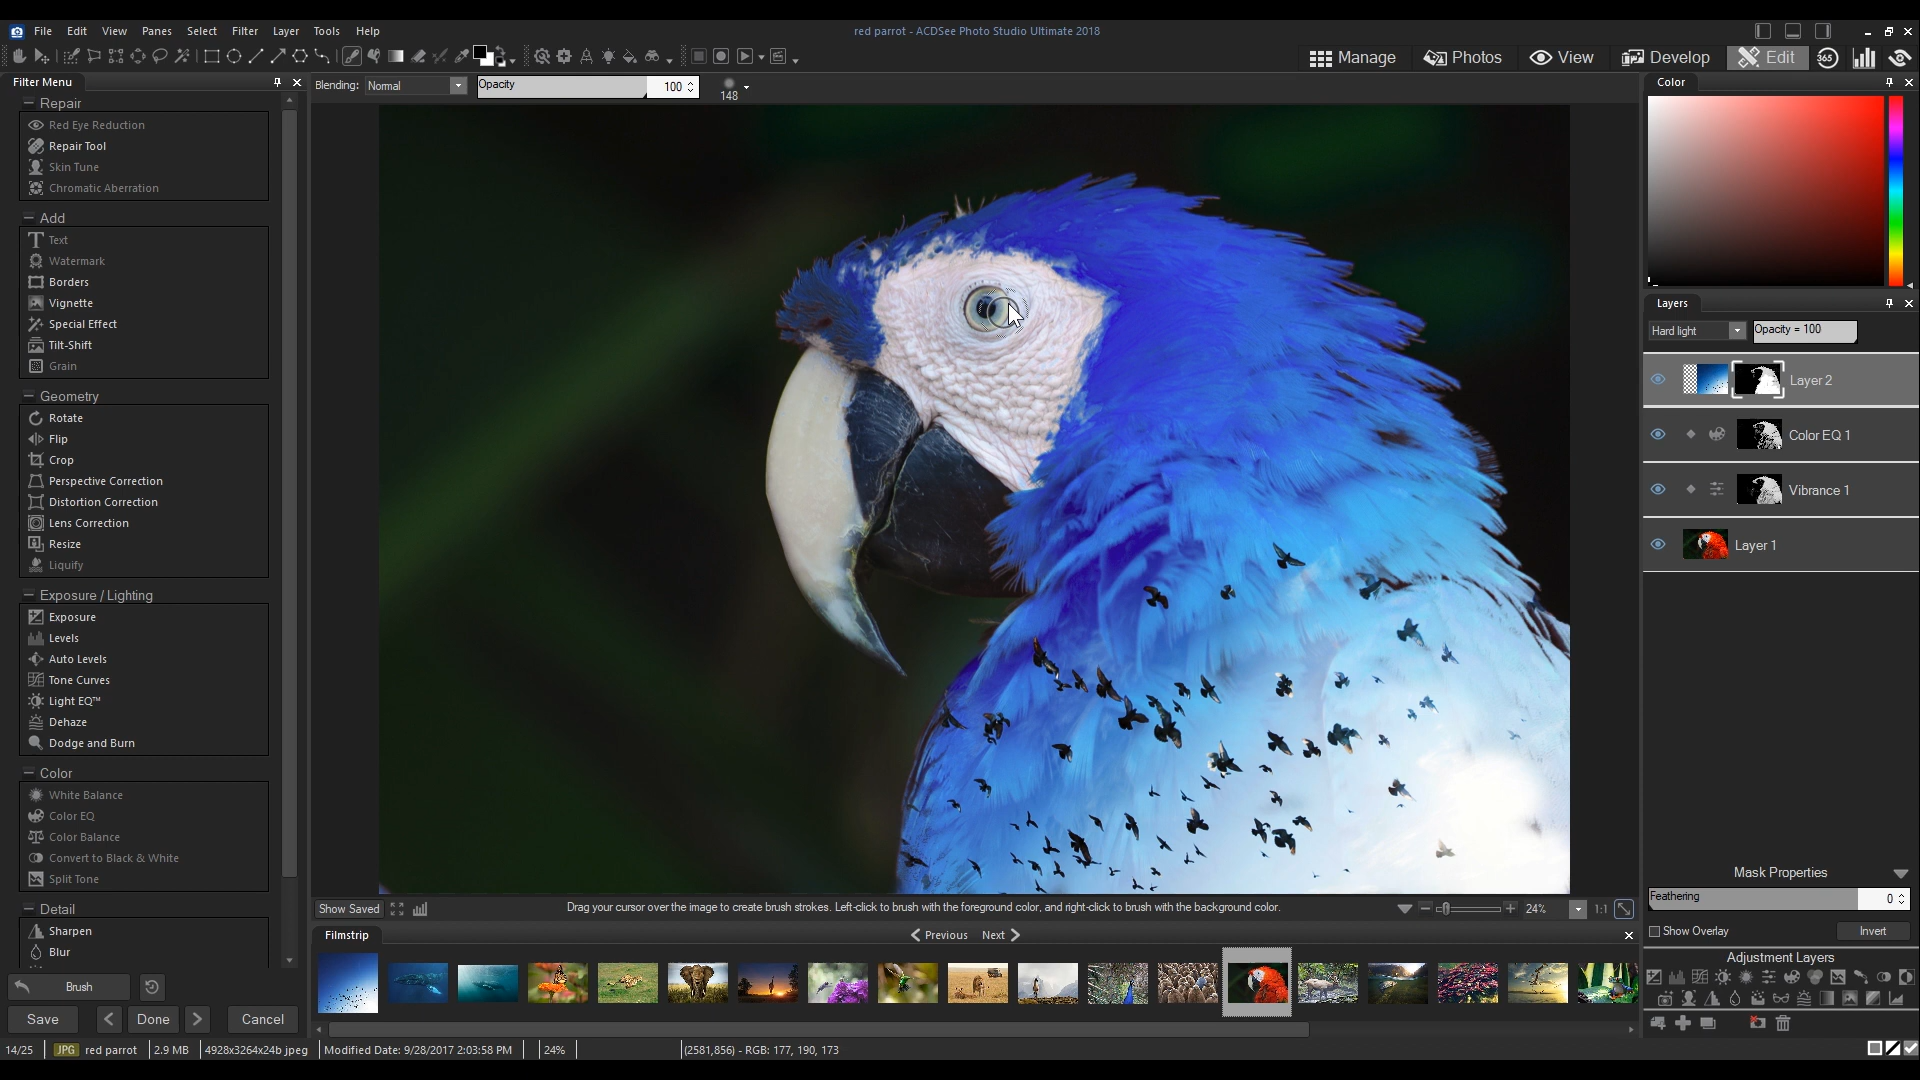 File Edit View Panes Select Filter Layer Tools Help
red parrot - ACDSee Photo Studio Ultimate 2018
Manage Photos View Develop Edit 365
Filter Menu
Blending: Normal Opacity 100 148
Repair
Red Eye Reduction
Repair Tool
Skin Tune
Chromatic Aberration
Add
Text
Watermark
Borders
Vignette
Special Effect
Tilt-Shift
Grain
Geometry
Rotate
Flip
Crop
Perspective Correction
Distortion Correction
Lens Correction
Resize
Liquify
Exposure / Lighting
Exposure
Levels
Auto Levels
Tone Curves
Light EQ™
Dehaze
Dodge and Burn
Color
White Balance
Color EQ
Color Balance
Convert to Black & White
Split Tone
Detail
Sharpen
Blur
Brush
Save Done Cancel
Color
Layers
Hard light Opacity = 100
Layer 2
Color EQ 1
Vibrance 1
Layer 1
Mask Properties
Feathering 0
Show Overlay Invert
Adjustment Layers
Show Saved
Drag your cursor over the image to create brush strokes. Left-click to brush with the foreground color, and right-click to brush with the background color.
24% 1:1
Filmstrip
Previous Next
14/25 JPG red parrot 2.9 MB 4928x3264x24b jpeg Modified Date: 9/28/2017 2:03:58 PM 24% (2581,856) - RGB: 177, 190, 173